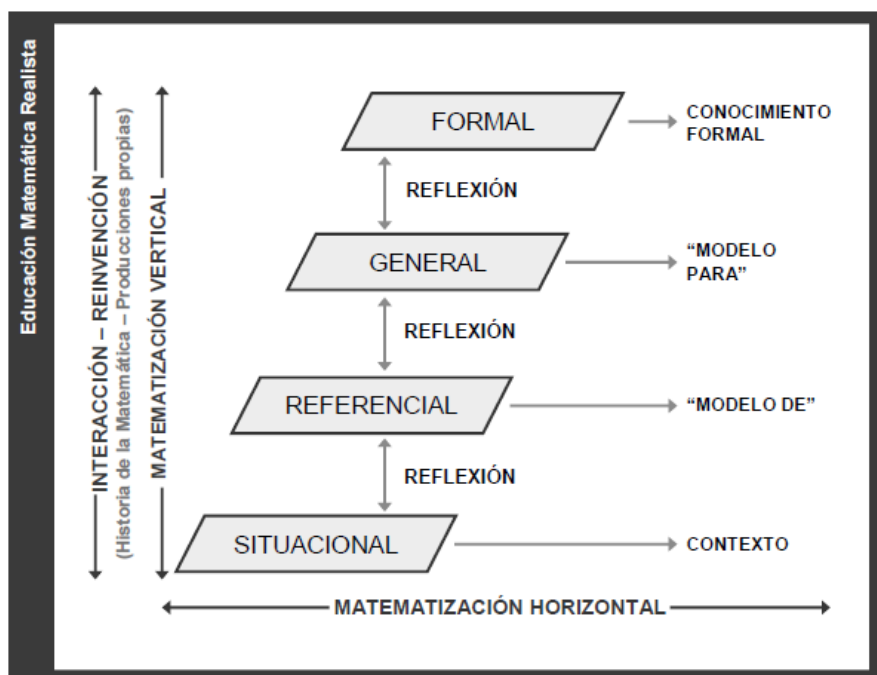 Educación Matemática Realista
INTERACCIÓN – REINVENCIÓN
(Historia de la Matemática – Producciones propias)
MATEMATIZACIÓN VERTICAL
FORMAL
CONOCIMIENTO
FORMAL
REFLEXIÓN
GENERAL
“MODELO
PARA”
REFLEXIÓN
REFERENCIAL
“MODELO DE”
REFLEXIÓN
SITUACIONAL
CONTEXTO
MATEMATIZACIÓN HORIZONTAL